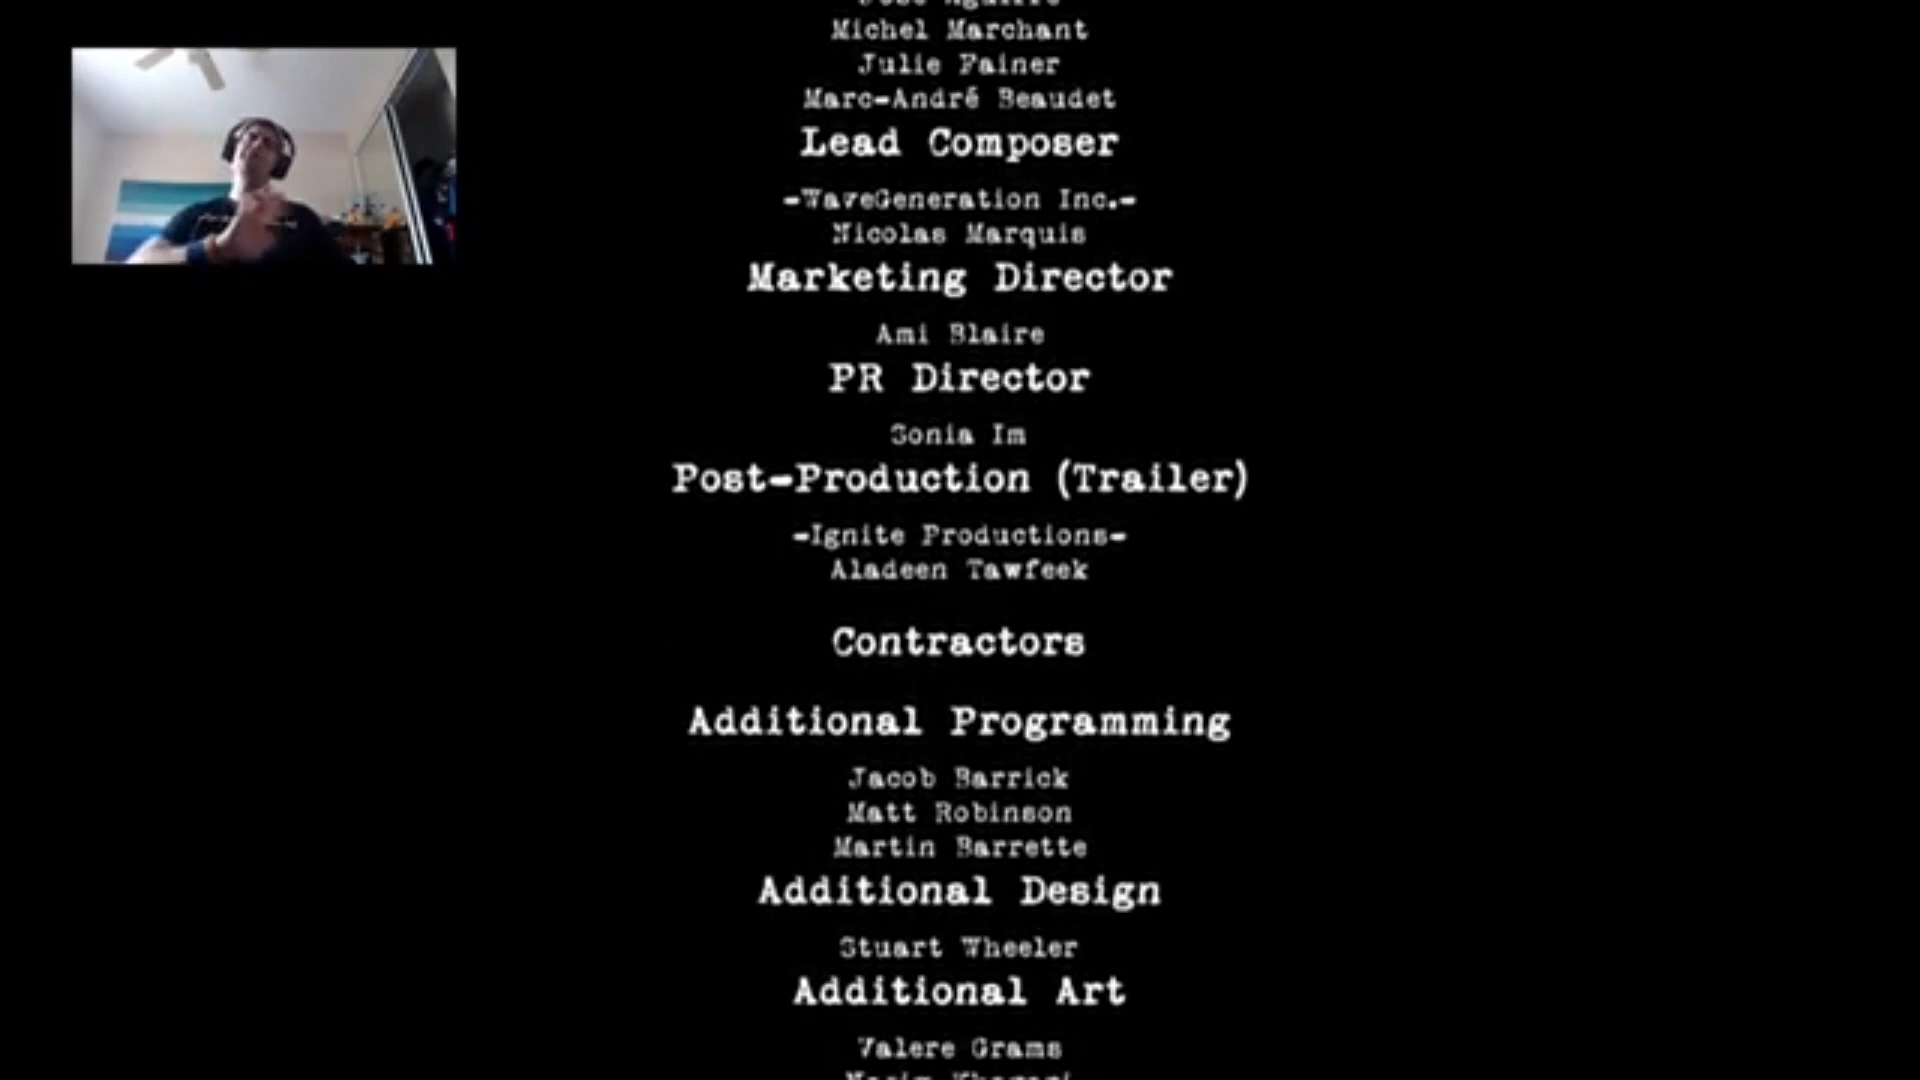 Michel Marchant
Julie Fainer
Marc-André Beaudet
Lead Composer
-WaveGeneration Inc.-
Nicolas Marquis
Marketing Director
Ami Blaire
PR Director
Sonia Im
Post-Production (Trailer)
-Ignite Productions-
Aladeen Tawfeek
Contractors
Additional Programming
Jacob Barrick
Matt Robinson
Martin Barrette
Additional Design
Stuart Wheeler
Additional Art
Valere Grams